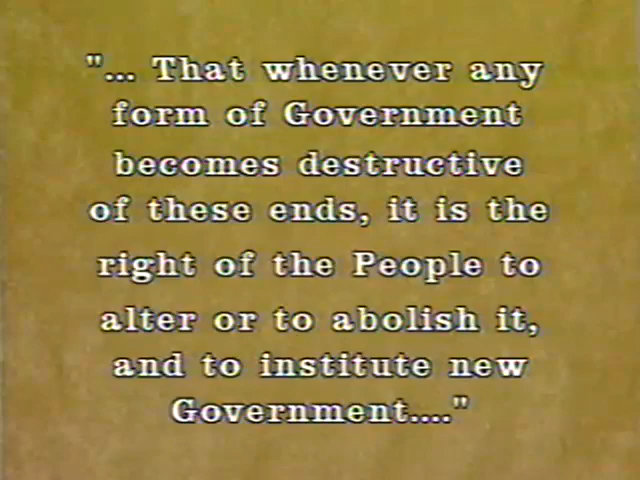 "... That whenever any
form of Government
becomes destructive
of these ends, it is the
right of the People to
alter or to abolish it,
and to institute new
Government...."